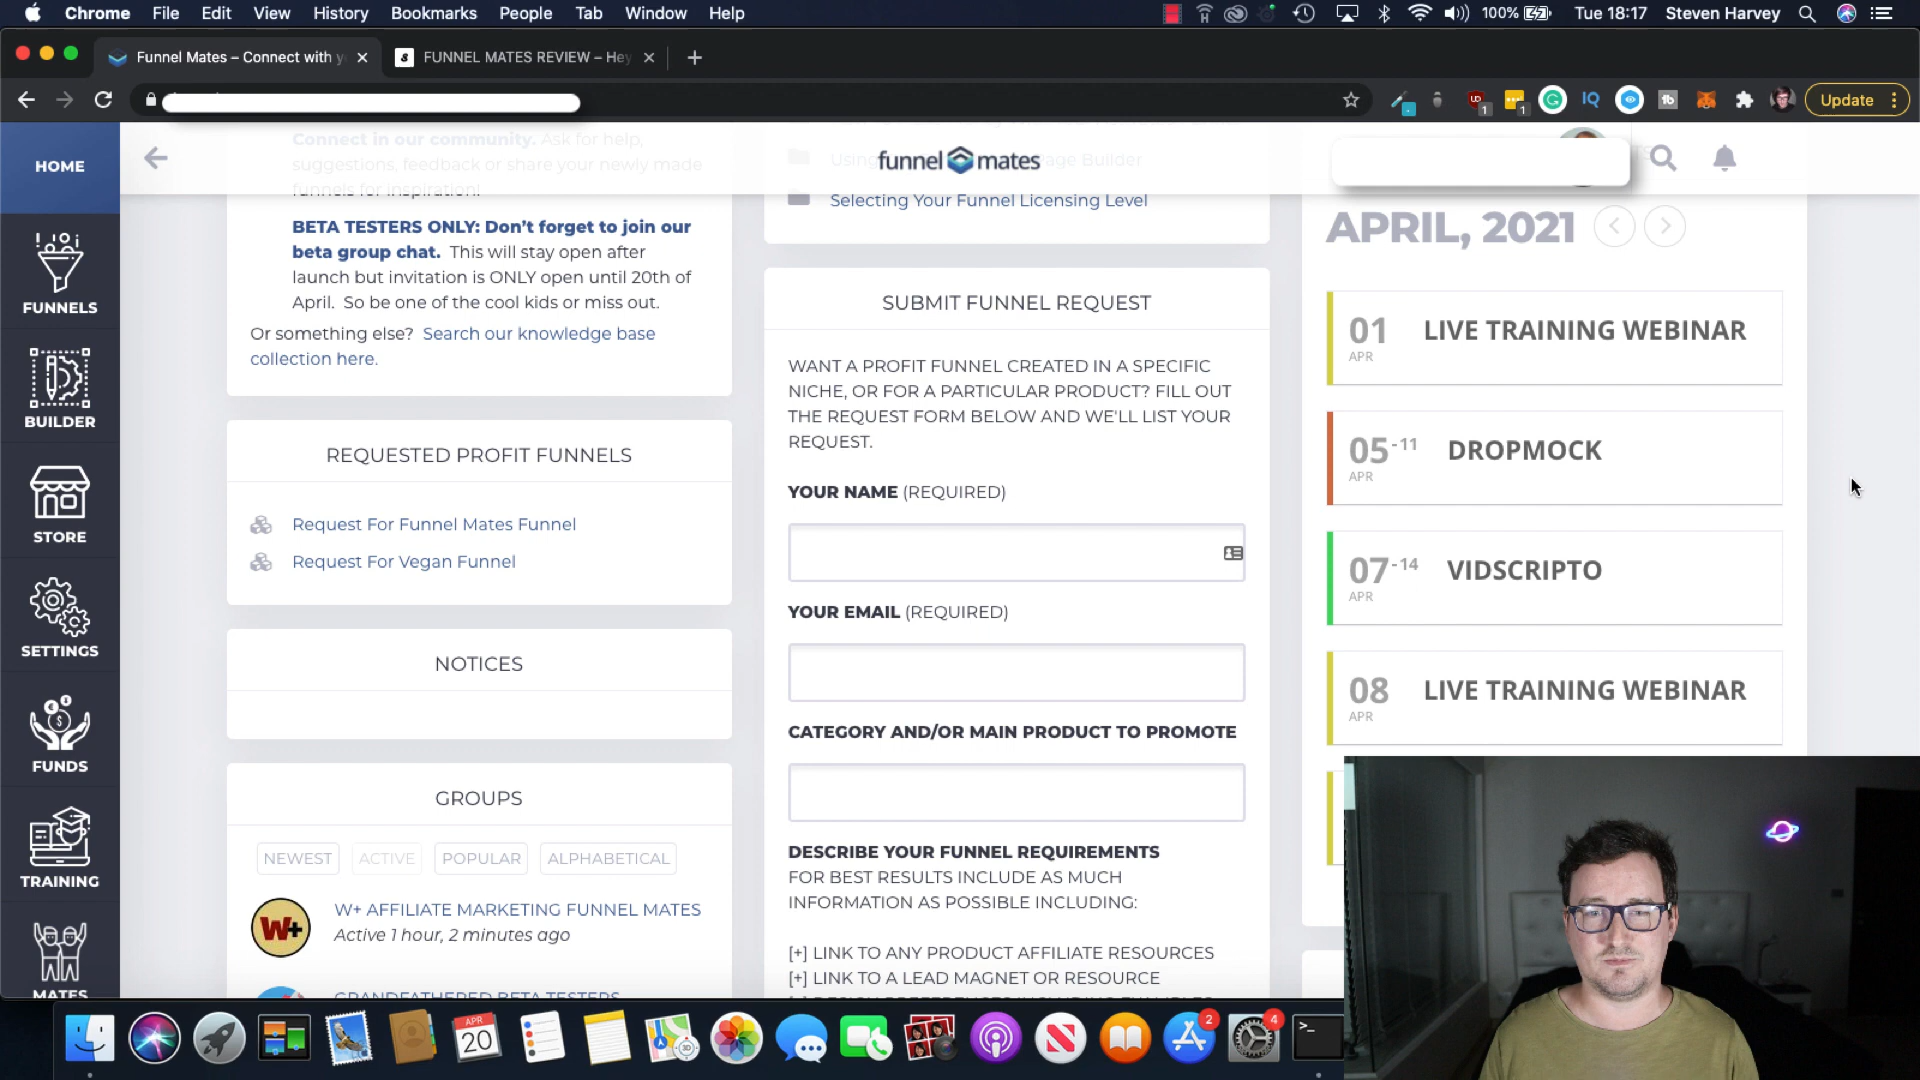 Chrome File Edit View History Bookmarks People Tab Window Help
100% Tue 18:17 Steven Harvey
Funnel Mates – Connect with y
FUNNEL MATES REVIEW – Hey
Update
HOME
FUNNELS
BUILDER
STORE
SETTINGS
FUNDS
TRAINING
MATES
funnel mates
Connect in our community. Ask for help,
suggestions, feedback or share your newly made
funnels for inspiration!
BETA TESTERS ONLY: Don’t forget to join our
beta group chat. This will stay open after
launch but invitation is ONLY open until 20th of
April. So be one of the cool kids or miss out.
Or something else? Search our knowledge base
collection here.
REQUESTED PROFIT FUNNELS
Request For Funnel Mates Funnel
Request For Vegan Funnel
NOTICES
GROUPS
NEWEST ACTIVE POPULAR ALPHABETICAL
W+
W+ AFFILIATE MARKETING FUNNEL MATES
Active 1 hour, 2 minutes ago
GRANDFATHERED BETA TESTERS
Page Builder
Selecting Your Funnel Licensing Level
SUBMIT FUNNEL REQUEST
WANT A PROFIT FUNNEL CREATED IN A SPECIFIC
NICHE, OR FOR A PARTICULAR PRODUCT? FILL OUT
THE REQUEST FORM BELOW AND WE'LL LIST YOUR
REQUEST.
YOUR NAME (REQUIRED)
YOUR EMAIL (REQUIRED)
CATEGORY AND/OR MAIN PRODUCT TO PROMOTE
DESCRIBE YOUR FUNNEL REQUIREMENTS
FOR BEST RESULTS INCLUDE AS MUCH
INFORMATION AS POSSIBLE INCLUDING:
[+] LINK TO ANY PRODUCT AFFILIATE RESOURCES
[+] LINK TO A LEAD MAGNET OR RESOURCE
APRIL, 2021
01 APR LIVE TRAINING WEBINAR
05 -11 APR DROPMOCK
07 -14 APR VIDSCRIPTO
08 APR LIVE TRAINING WEBINAR
APR 20
2
4